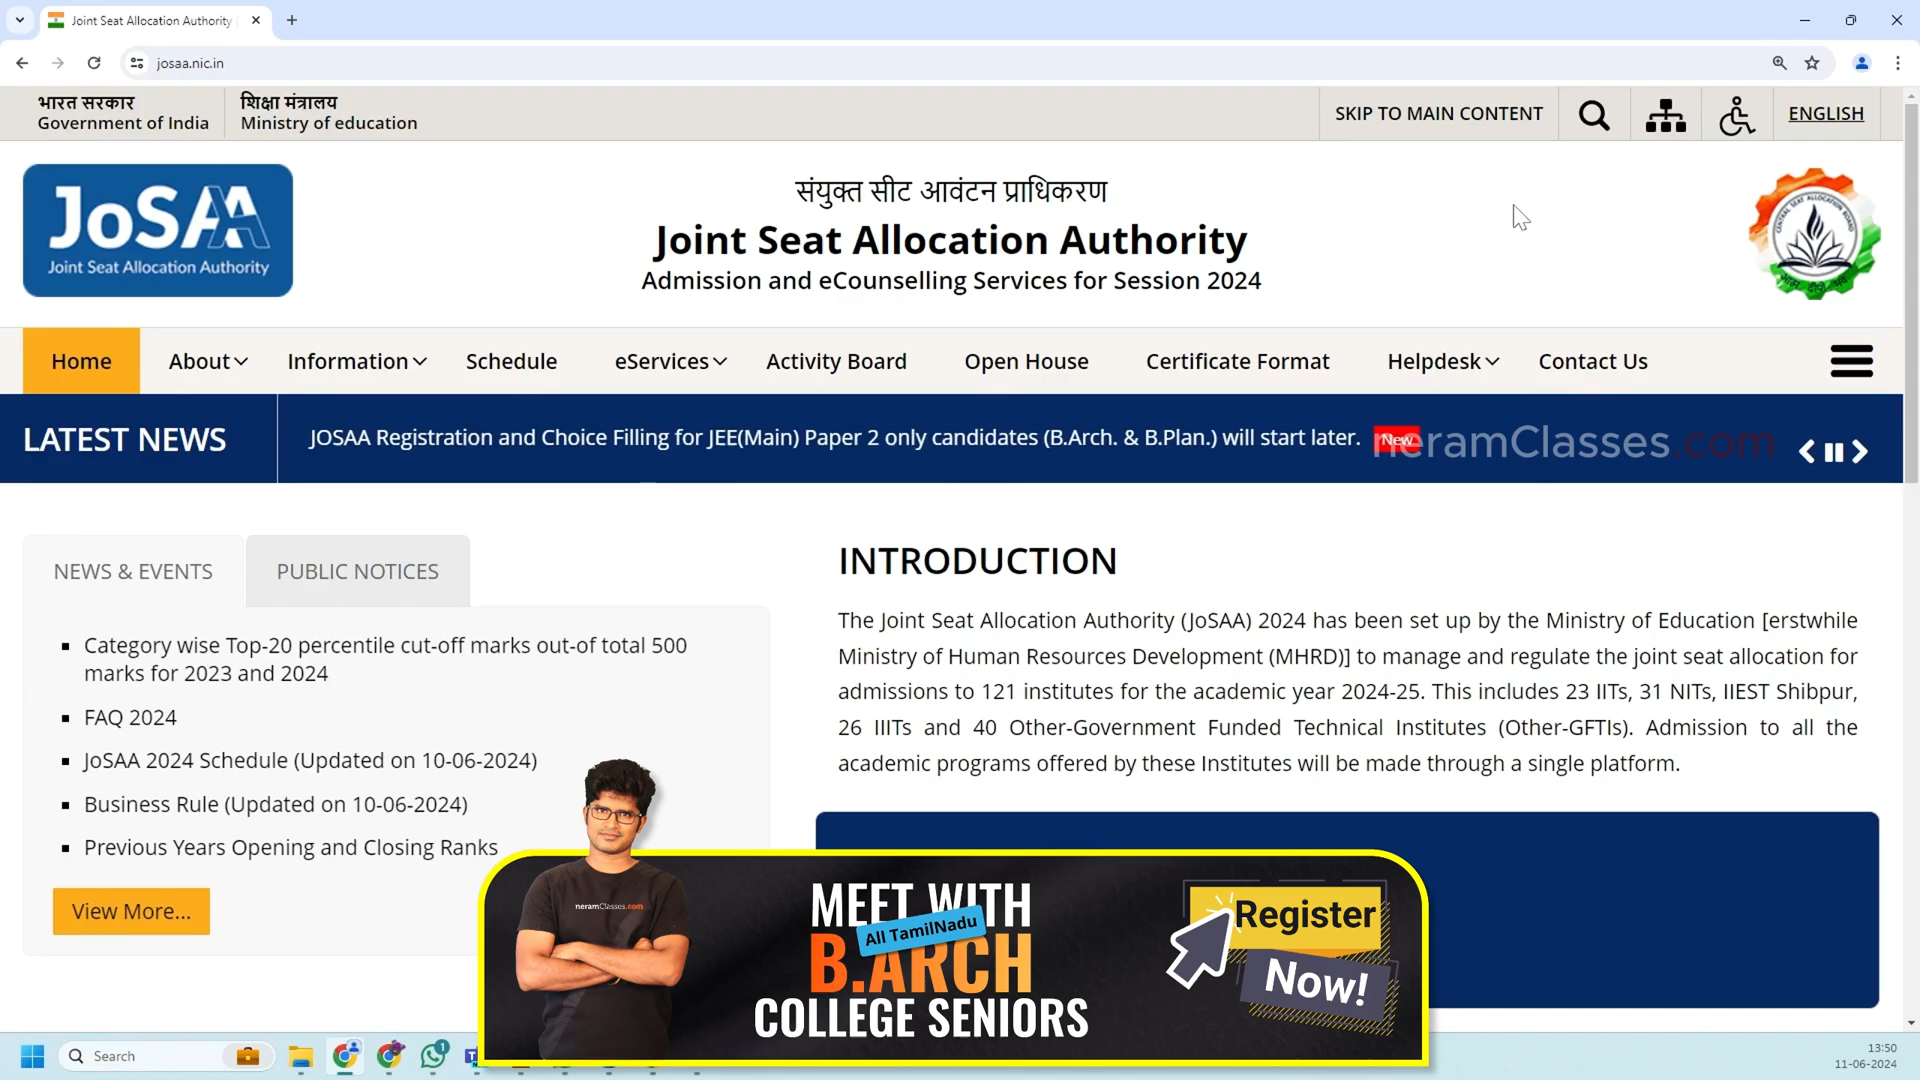 Joint Seat Allocation Authority
josaa.nic.in
भारत सरकार
Government of India
शिक्षा मंत्रालय
Ministry of education
SKIP TO MAIN CONTENT
ENGLISH
JoSAA
Joint Seat Allocation Authority
संयुक्त सीट आवंटन प्राधिकरण
Joint Seat Allocation Authority
Admission and eCounselling Services for Session 2024
CENTRAL SEAT ALLOCATION BOARD
Home
About
Information
Schedule
eServices
Activity Board
Open House
Certificate Format
Helpdesk
Contact Us
LATEST NEWS
JOSAA Registration and Choice Filling for JEE(Main) Paper 2 only candidates (B.Arch. & B.Plan.) will start later.
New
neramClasses.com
NEWS & EVENTS
PUBLIC NOTICES
Category wise Top-20 percentile cut-off marks out-of total 500
marks for 2023 and 2024
FAQ 2024
JoSAA 2024 Schedule (Updated on 10-06-2024)
Business Rule (Updated on 10-06-2024)
Previous Years Opening and Closing Ranks
View More...
INTRODUCTION
The Joint Seat Allocation Authority (JoSAA) 2024 has been set up by the Ministry of Education [erstwhile
Ministry of Human Resources Development (MHRD)] to manage and regulate the joint seat allocation for
admissions to 121 institutes for the academic year 2024-25. This includes 23 IITs, 31 NITs, IIEST Shibpur,
26 IIITs and 40 Other-Government Funded Technical Institutes (Other-GFTIs). Admission to all the
academic programs offered by these Institutes will be made through a single platform.
neramClasses.com
MEET WITH
All TamilNadu
B.ARCH
COLLEGE SENIORS
Register
Now!
Search
1
13:50
11-06-2024